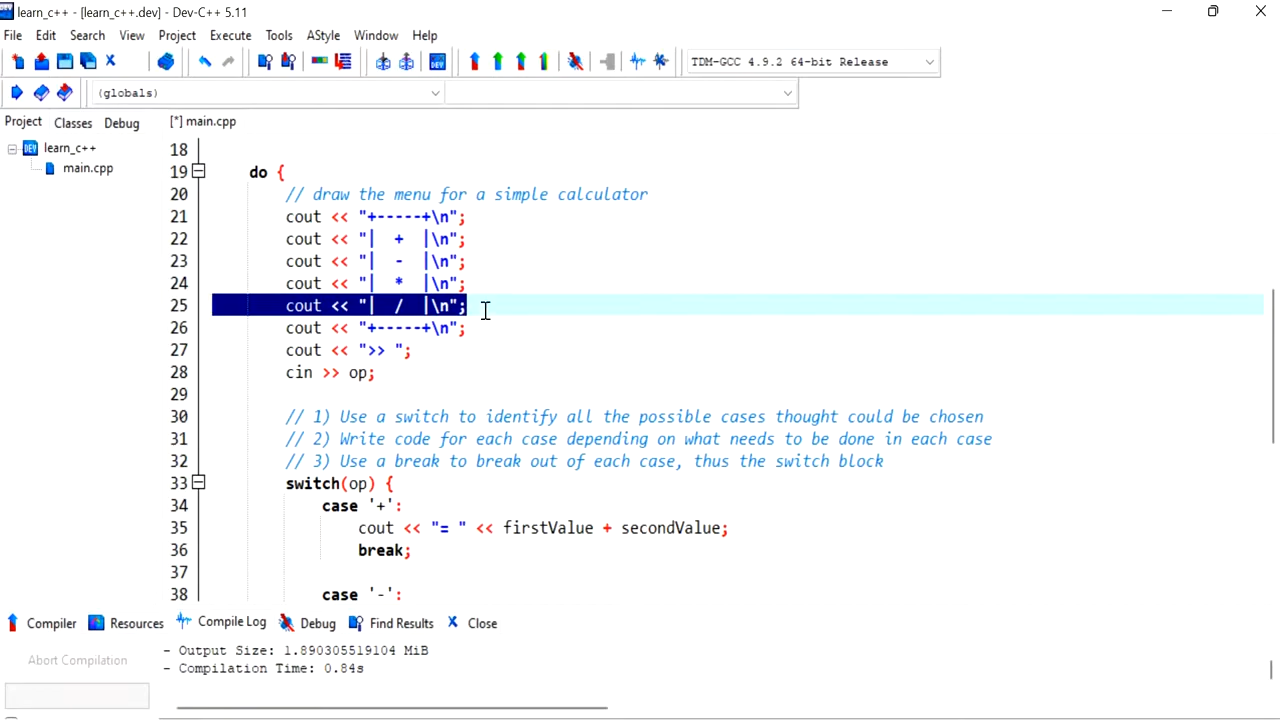 learn_c++ - [learn_c++.dev] - Dev-C++ 5.11
File Edit Search View Project Execute Tools AStyle Window Help
DEV TDM-GCC 4.9.2 64-bit Release
(globals)
Project Classes Debug [*] main.cpp
DEV learn_c++
main.cpp
18
19 do {
20 // draw the menu for a simple calculator
21 cout << "+-----+\n";
22 cout << "|  +  |\n";
23 cout << "|  -  |\n";
24 cout << "|  *  |\n";
25 cout << "|  /  |\n";
26 cout << "+-----+\n";
27 cout << ">> ";
28 cin >> op;
29
30 // 1) Use a switch to identify all the possible cases thought could be chosen
31 // 2) Write code for each case depending on what needs to be done in each case
32 // 3) Use a break to break out of each case, thus the switch block
33 switch(op) {
34 case '+':
35 cout << "= " << firstValue + secondValue;
36 break;
37
38 case '-':
Compiler Resources Compile Log Debug Find Results Close
Abort Compilation
- Output Size: 1.890305519104 MiB
- Compilation Time: 0.84s